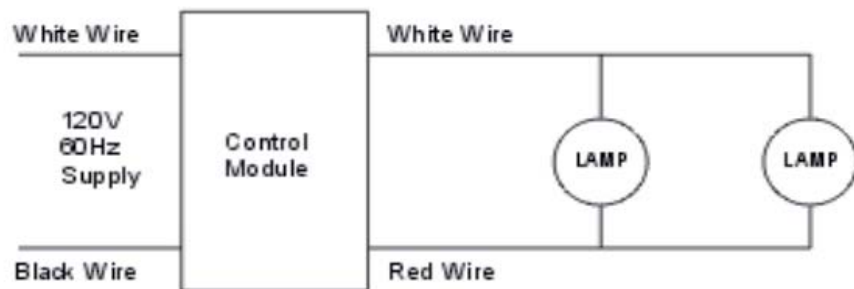 White Wire
White Wire
120V
60Hz
Supply
Control
Module
LAMP
LAMP
Black Wire
Red Wire